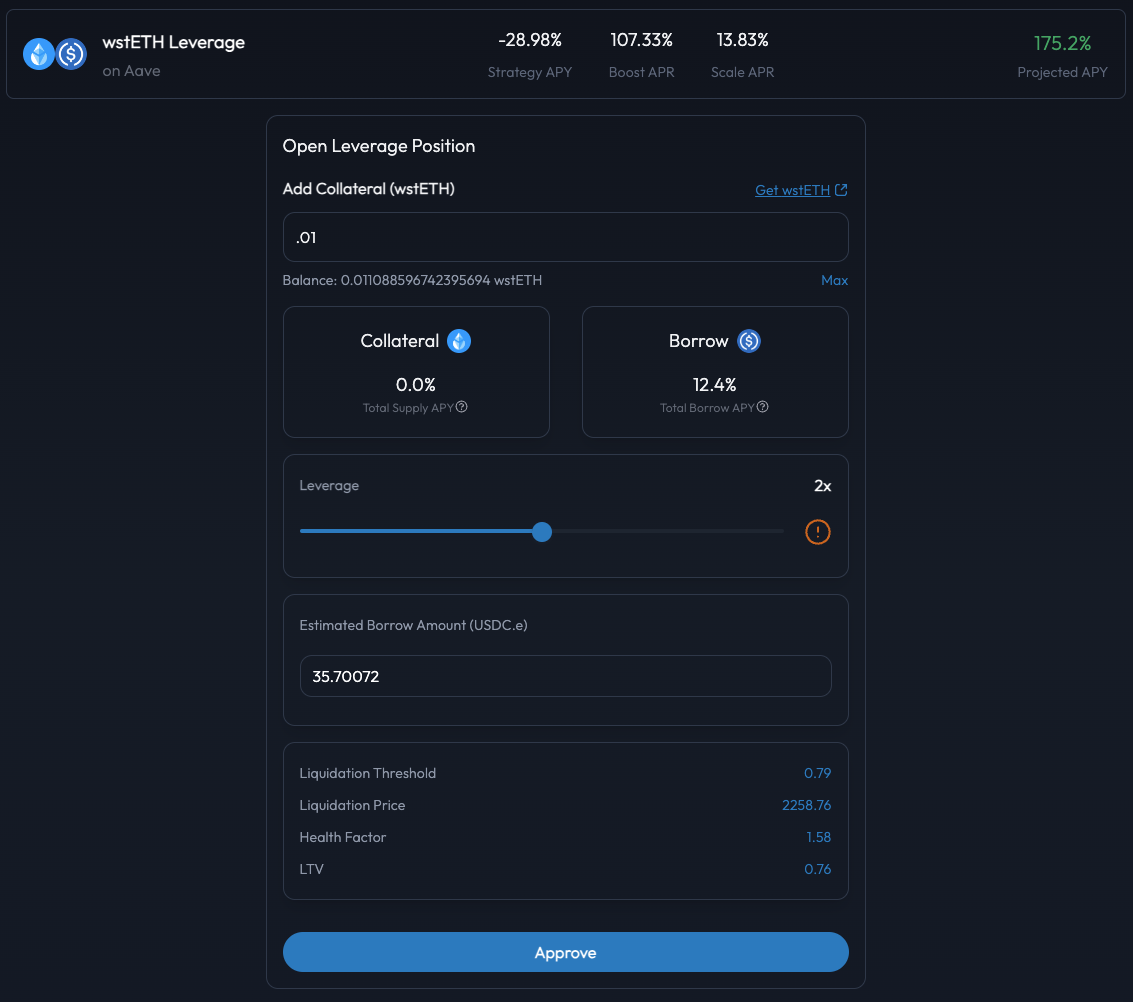 wstETH Leverage
on Aave
-28.98%
Strategy APY
107.33%
Boost APR
13.83%
Scale APR
175.2%
Projected APY
Open Leverage Position
Add Collateral (wstETH)
Get wstETH
.01
Balance: 0.011088596742395694 wstETH
Max
Collateral
0.0%
Total Supply APY
Borrow
12.4%
Total Borrow APY
Leverage
2x
Estimated Borrow Amount (USDC.e)
35.70072
Liquidation Threshold
0.79
Liquidation Price
2258.76
Health Factor
1.58
LTV
0.76
Approve